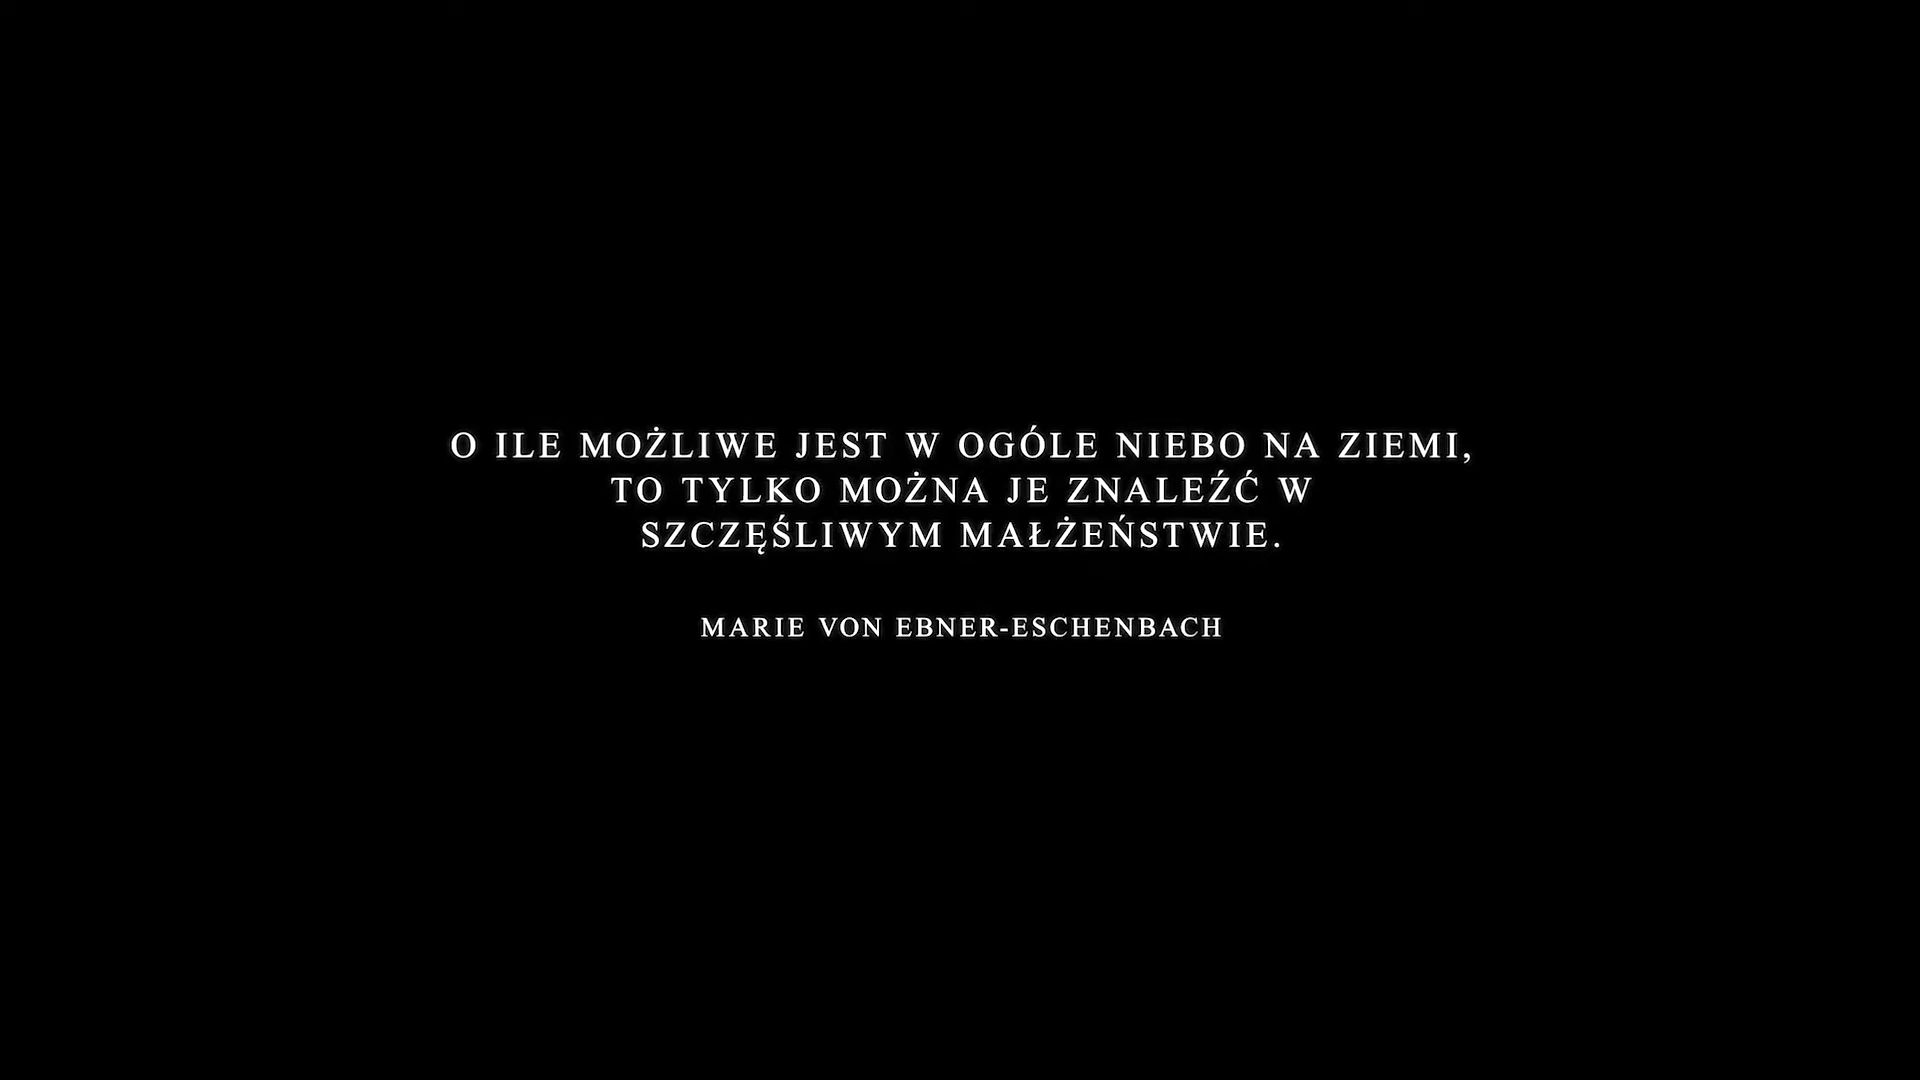 O ILE MOŻLIWE JEST W OGÓLE NIEBO NA ZIEMI,
TO TYLKO MOŻNA JE ZNALEŹĆ W
SZCZĘŚLIWYM MAŁŻEŃSTWIE.
MARIE VON EBNER-ESCHENBACH